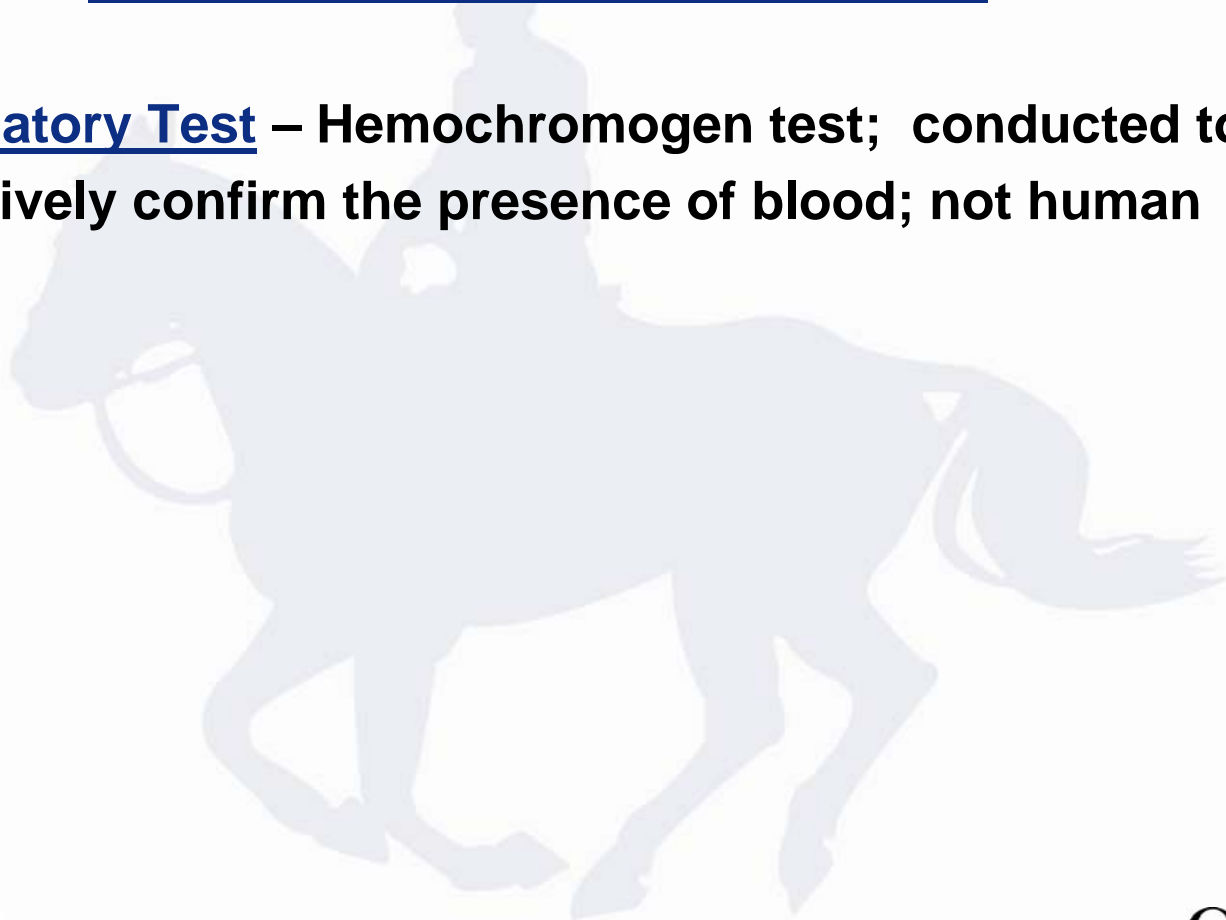 atory Test – Hemochromogen test; conducted to
ively confirm the presence of blood; not human